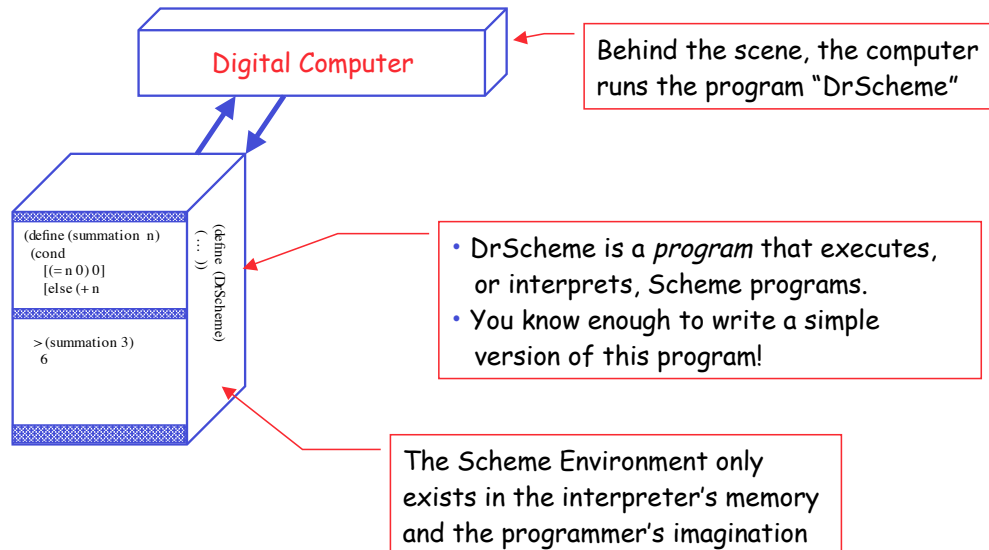 Digital Computer
Behind the scene, the computer
runs the program “DrScheme”
(define (summation n)
(cond
[(= n 0) 0]
[else (+ n
> (summation 3)
6
(define (DrScheme)
( … ))
• DrScheme is a program that executes,
or interprets, Scheme programs.
• You know enough to write a simple
version of this program!
The Scheme Environment only
exists in the interpreter’s memory
and the programmer’s imagination